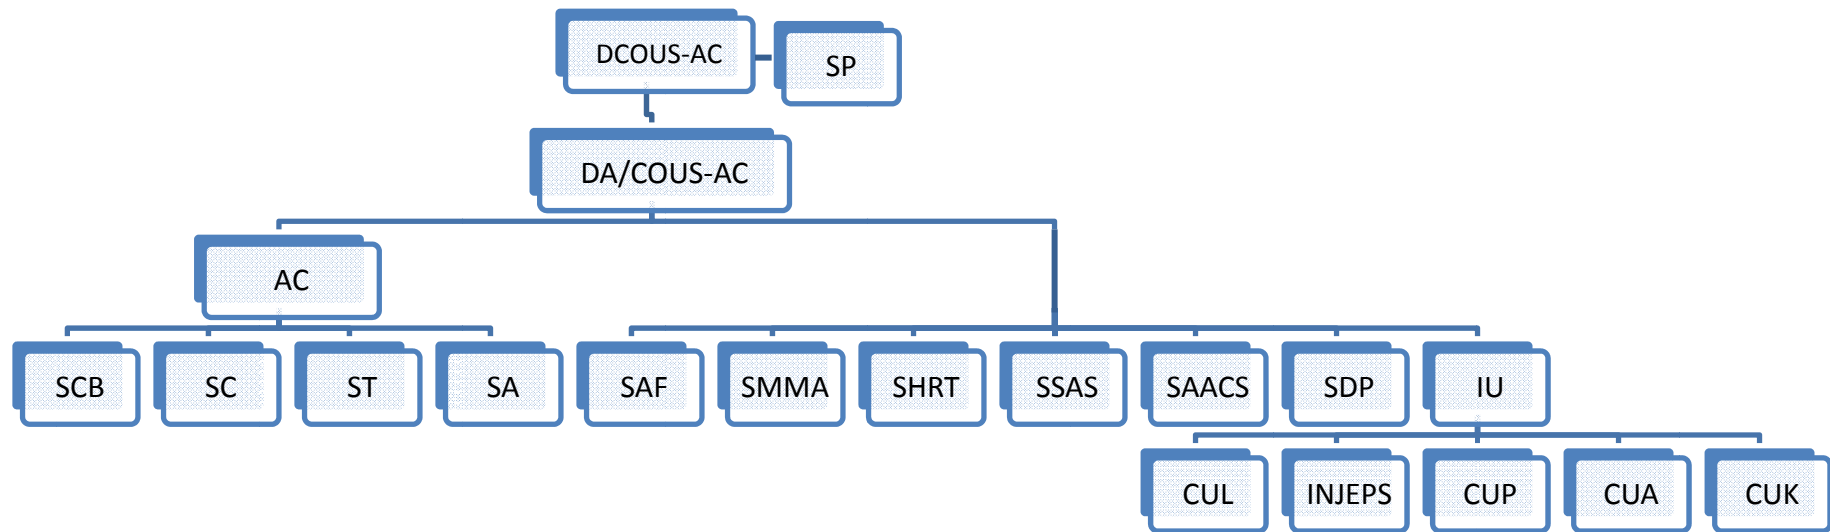 DCOUS-AC
SP
DA/COUS-AC
AC
SCB
SC
ST
SA
SAF
SMMA
SHRT
SSAS
SAACS
SDP
IU
CUL
INJEPS
CUP
CUA
CUK